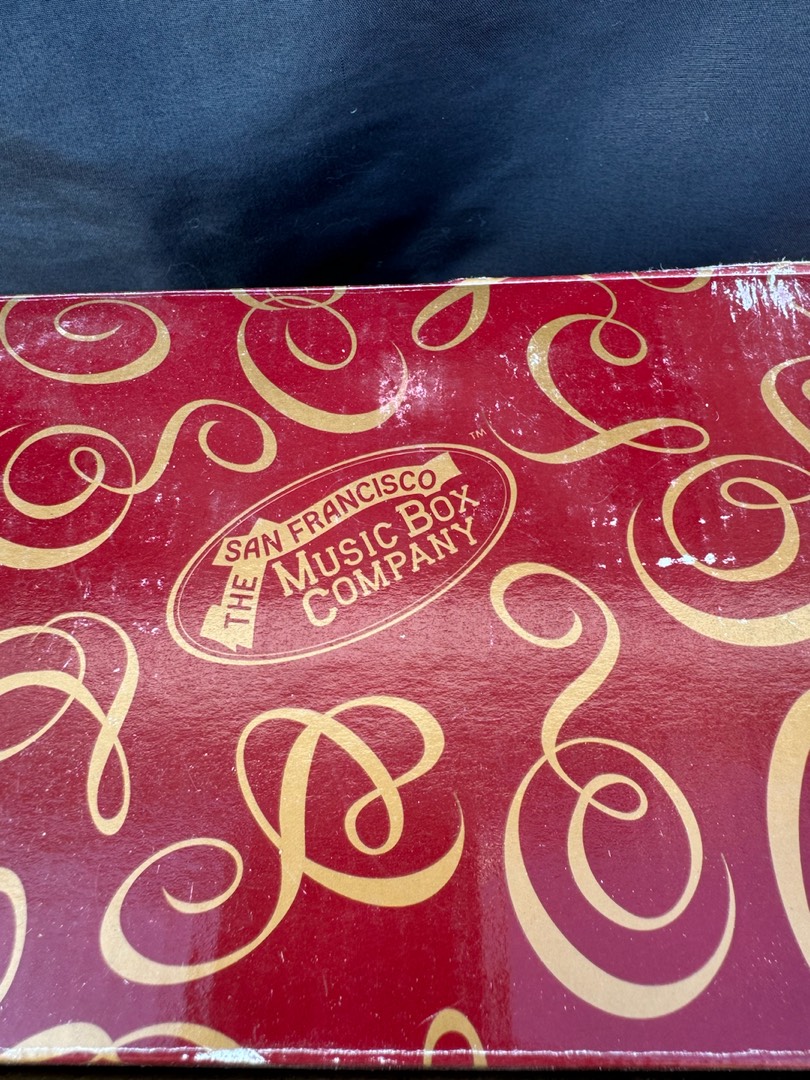 THE SAN FRANCISCO
MUSIC BOX
COMPANY
™